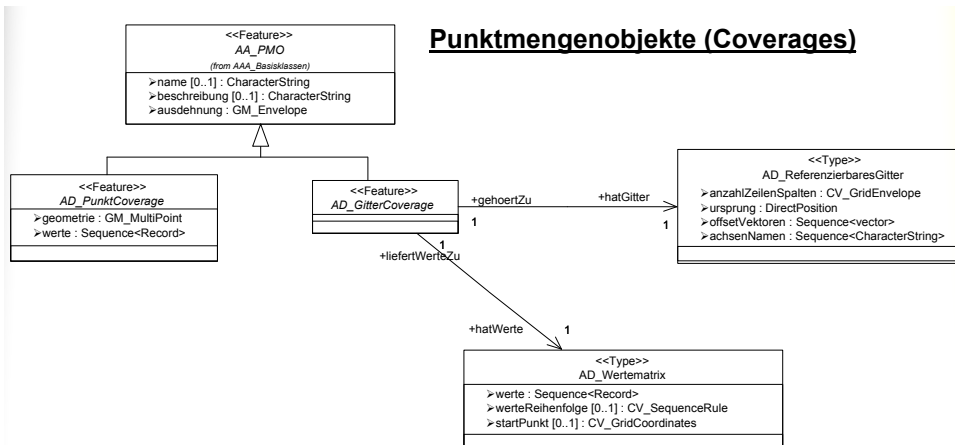 Punktmengenobjekte (Coverages)
<<Feature>>
AA_PMO
(from AAA_Basisklassen)
➢name [0..1] : CharacterString
➢beschreibung [0..1] : CharacterString
➢ausdehnung : GM_Envelope
<<Feature>>
AD_PunktCoverage
➢geometrie : GM_MultiPoint
➢werte : Sequence<Record>
<<Feature>>
AD_GitterCoverage
+gehoertZu
+hatGitter
1
1
<<Type>>
AD_ReferenzierbaresGitter
➢anzahlZeilenSpalten : CV_GridEnvelope
➢ursprung : DirectPosition
➢offsetVektoren : Sequence<vector>
➢achsenNamen : Sequence<CharacterString>
1
+liefertWerteZu
+hatWerte
1
<<Type>>
AD_Wertematrix
➢werte : Sequence<Record>
➢werteReihenfolge [0..1] : CV_SequenceRule
➢startPunkt [0..1] : CV_GridCoordinates